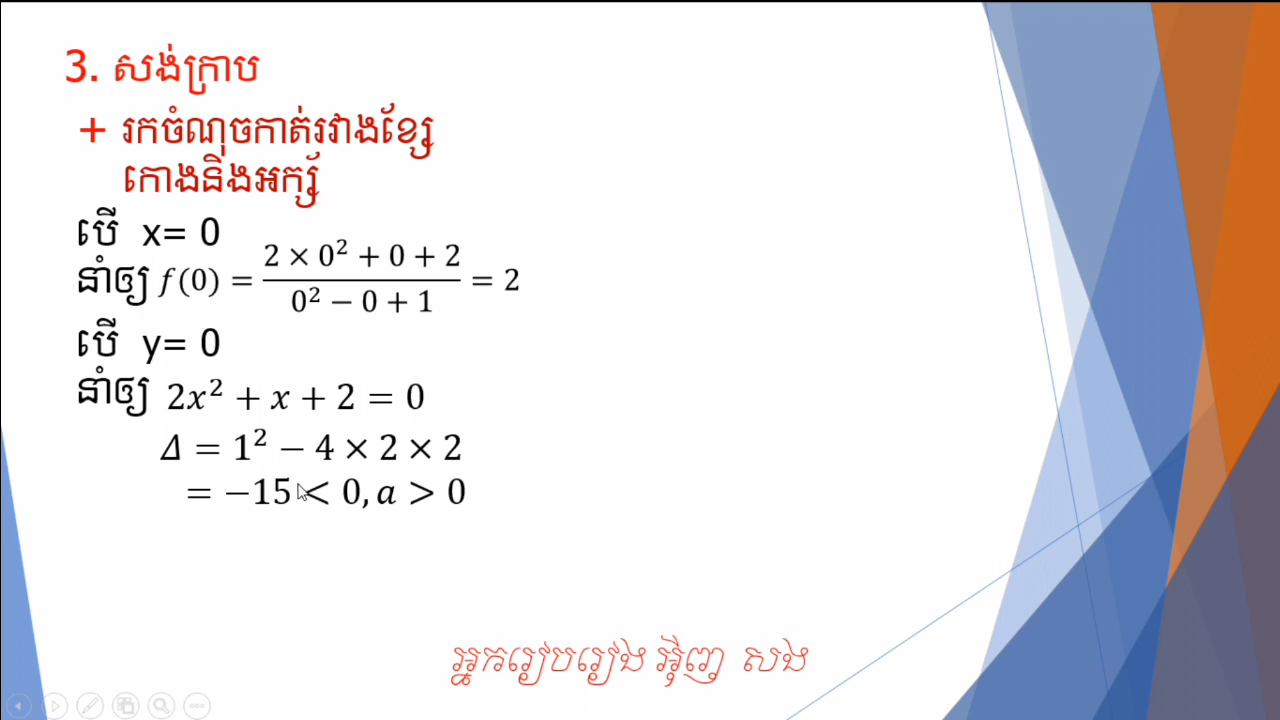 3. សង់ក្រាប
+ រកចំណុចកាត់រវាងខ្សែ
កោងនិងអក្ស័
បើ x= 0
នាំឲ្យ f(0) = (2 × 0² + 0 + 2)/(0² − 0 + 1) = 2
បើ y= 0
នាំឲ្យ 2x² + x + 2 = 0
Δ = 1² − 4 × 2 × 2
= −15 < 0, a > 0
អ្នករៀបរៀង អ៊ិញ សង